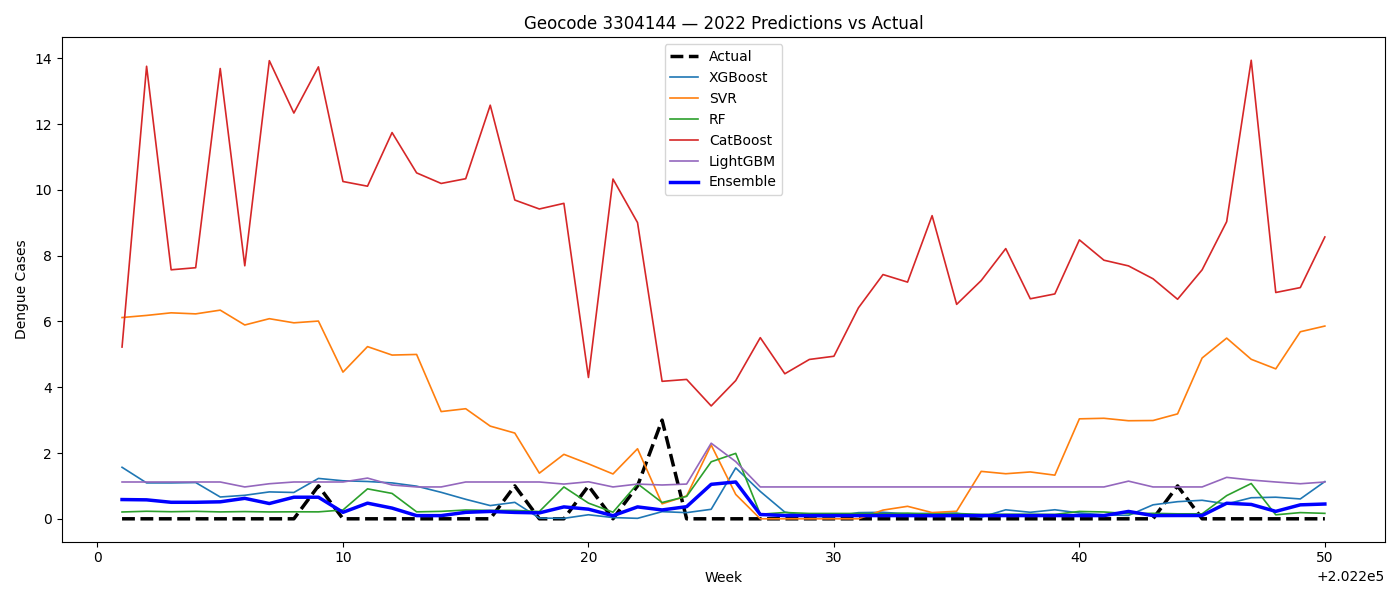 Geocode 3304144 — 2022 Predictions vs Actual
Dengue Cases
14
12
10
8
6
4
2
0
Actual
XGBoost
SVR
RF
CatBoost
LightGBM
Ensemble
0 10 20 30 40 50
Week
+2.022e5